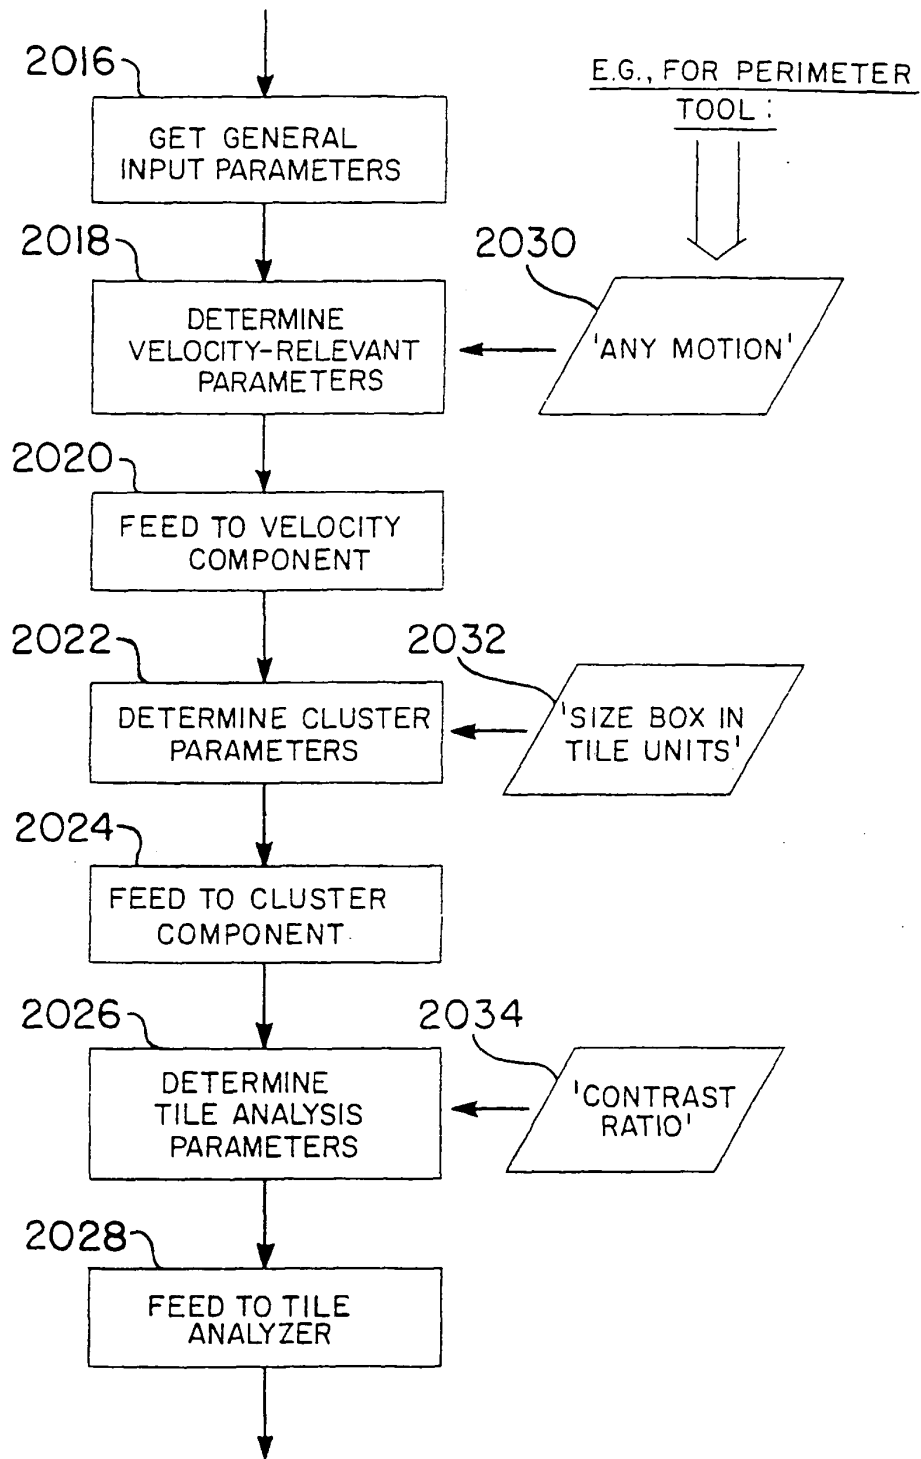 2016
E.G., FOR PERIMETER
TOOL:
GET GENERAL
INPUT PARAMETERS
2018
2030
DETERMINE
VELOCITY-RELEVANT
PARAMETERS
'ANY MOTION'
2020
FEED TO VELOCITY
COMPONENT
2022
2032
DETERMINE CLUSTER
PARAMETERS
'SIZE BOX IN
TILE UNITS'
2024
FEED TO CLUSTER
COMPONENT
2026
2034
DETERMINE
TILE ANALYSIS
PARAMETERS
'CONTRAST
RATIO'
2028
FEED TO TILE
ANALYZER